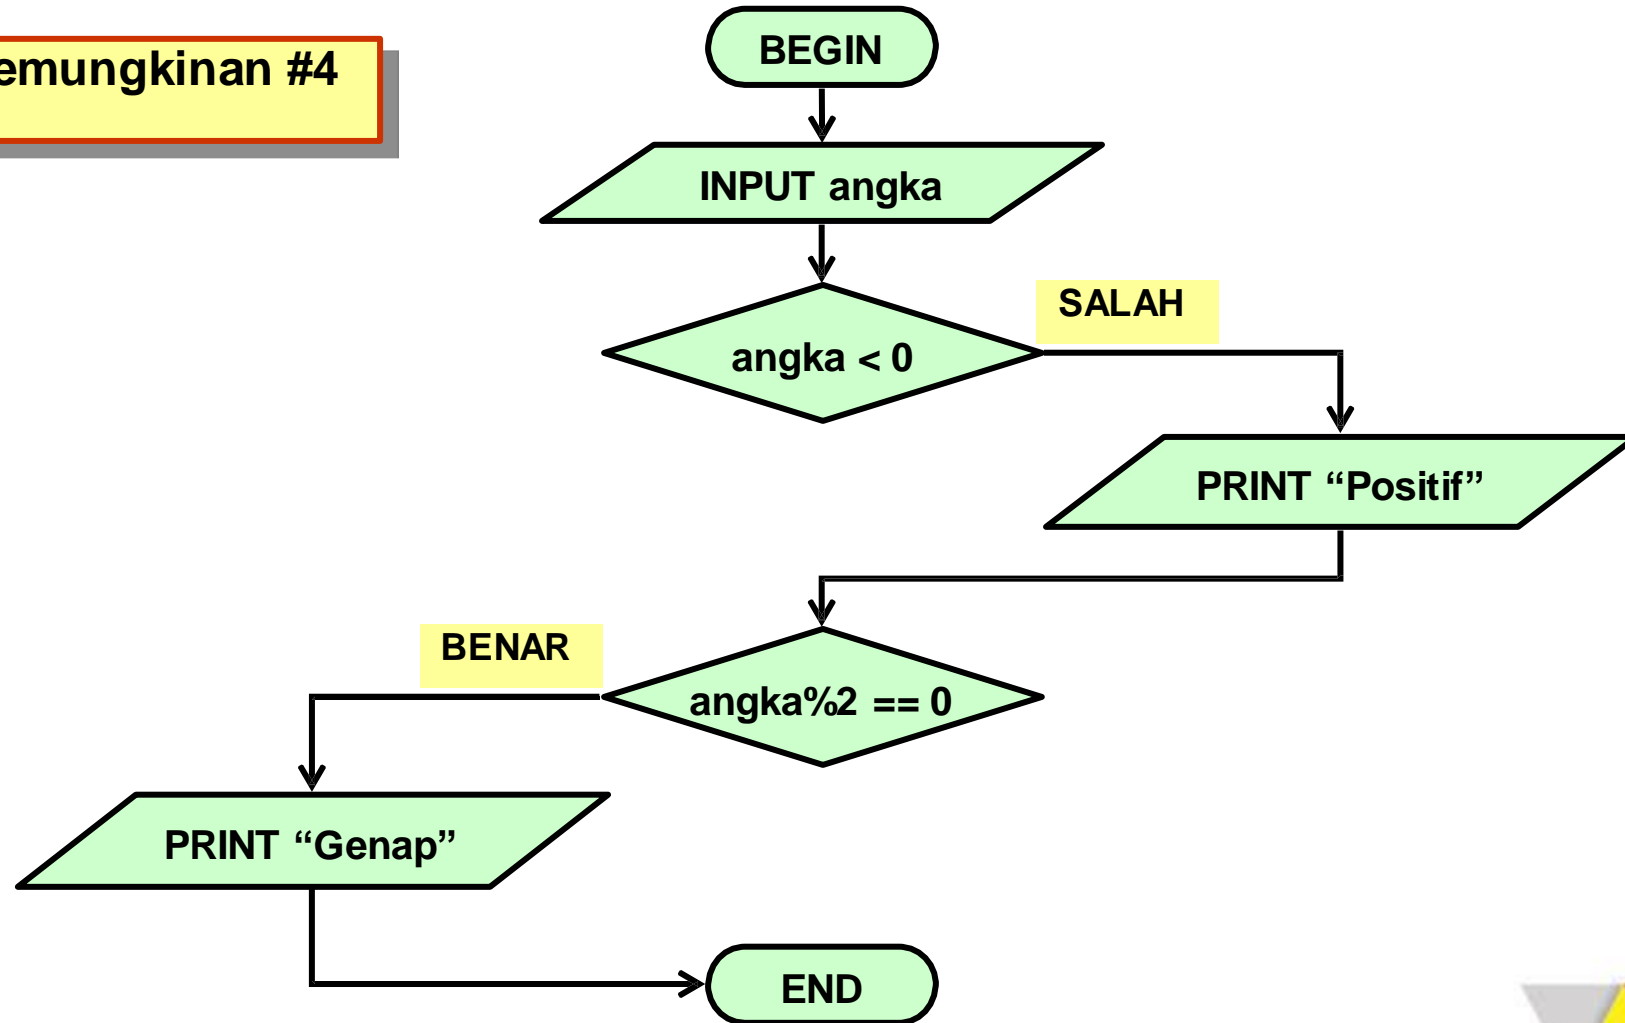 emungkinan #4
BEGIN
INPUT angka
SALAH
angka < 0
PRINT “Positif”
BENAR
angka%2 == 0
PRINT “Genap”
END